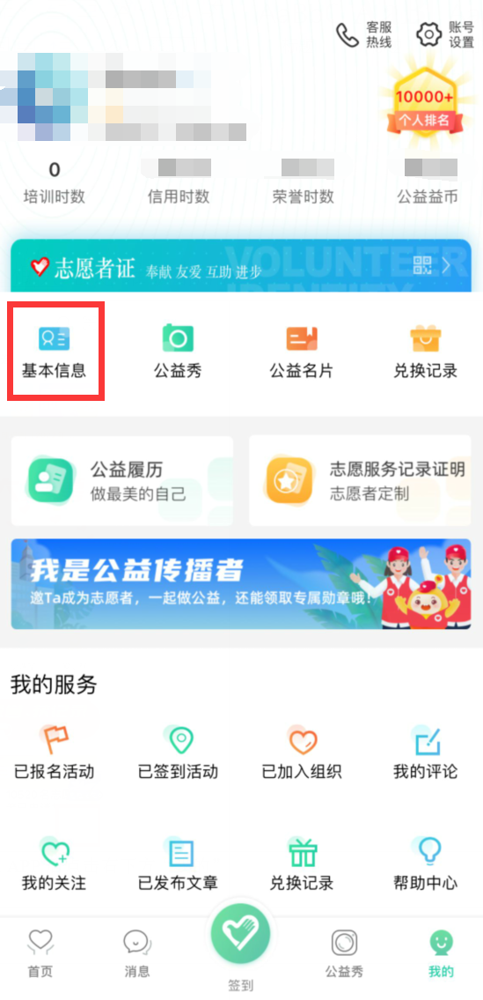 客服热线
账号设置
10000+
个人排名
0
培训时数
信用时数
荣誉时数
公益益币
志愿者证 奉献 友爱 互助 进步
VOLUNTEER
IDENTITY
基本信息
公益秀
公益名片
兑换记录
公益履历
做最美的自己
志愿服务记录证明
志愿者定制
我是公益传播者
邀Ta成为志愿者，一起做公益，还能领取专属勋章哦!
我的服务
已报名活动
已签到活动
已加入组织
我的评论
我的关注
已发布文章
兑换记录
帮助中心
首页
消息
签到
公益秀
我的